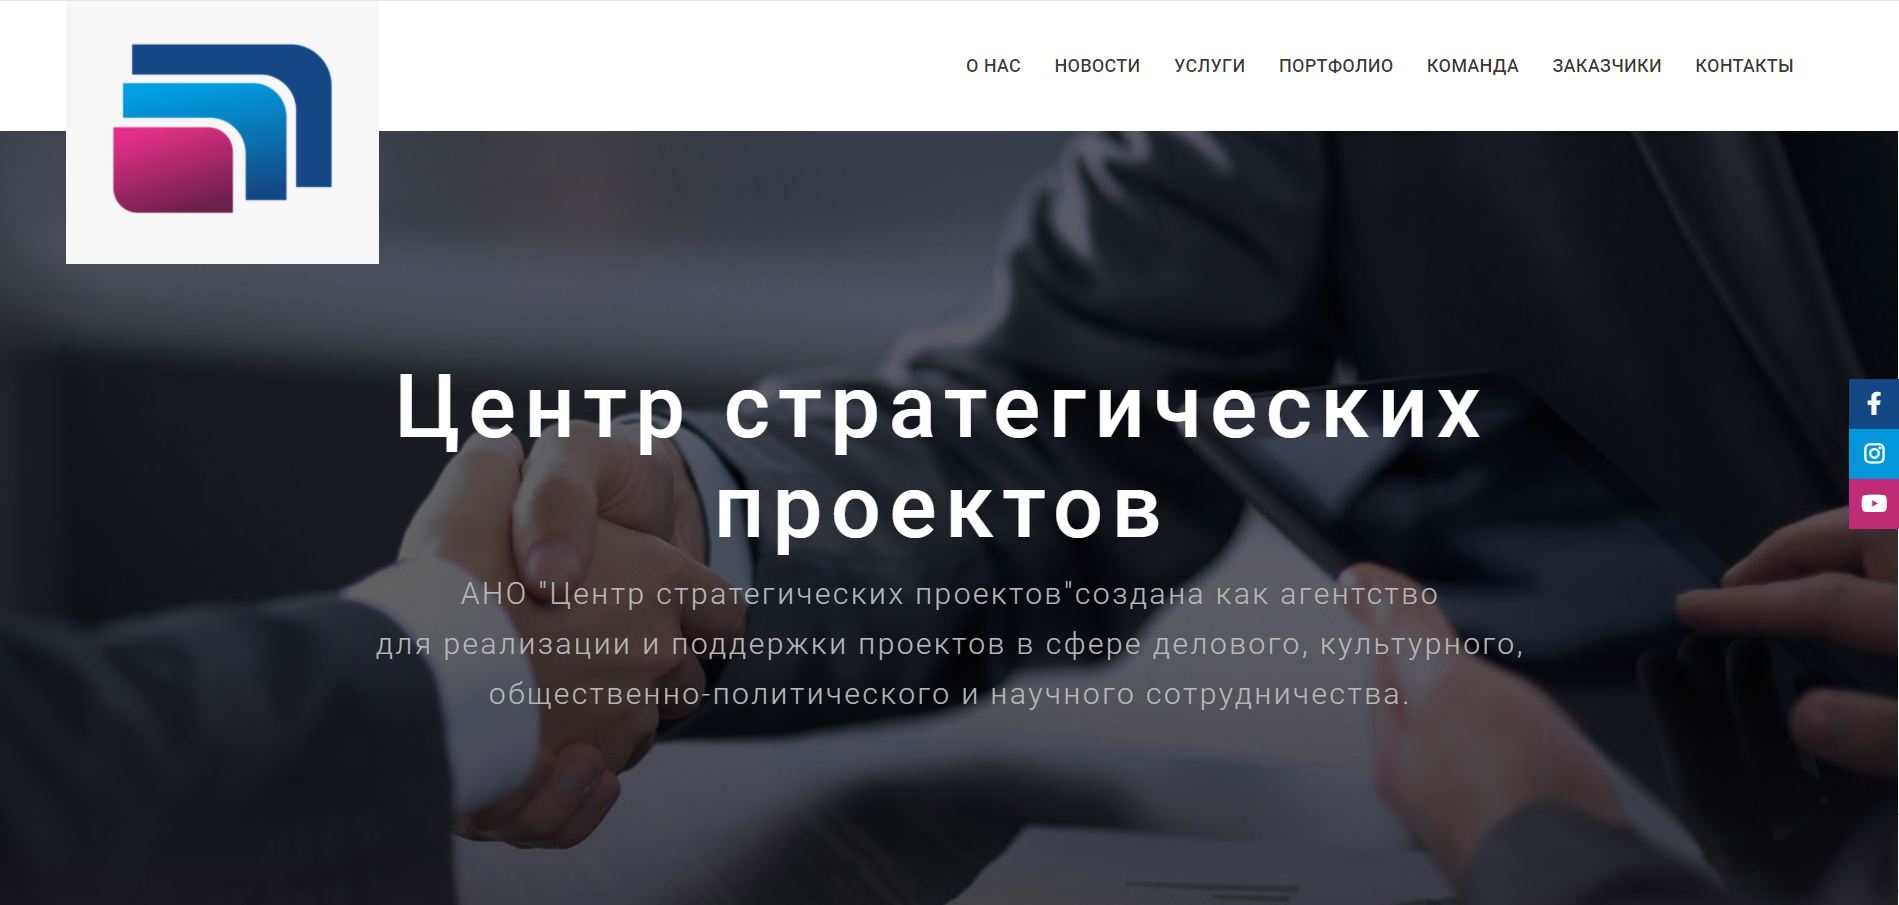 О НАС НОВОСТИ УСЛУГИ ПОРТФОЛИО КОМАНДА ЗАКАЗЧИКИ КОНТАКТЫ
Центр стратегических
проектов
АНО "Центр стратегических проектов"создана как агентство
для реализации и поддержки проектов в сфере делового, культурного,
общественно-политического и научного сотрудничества.